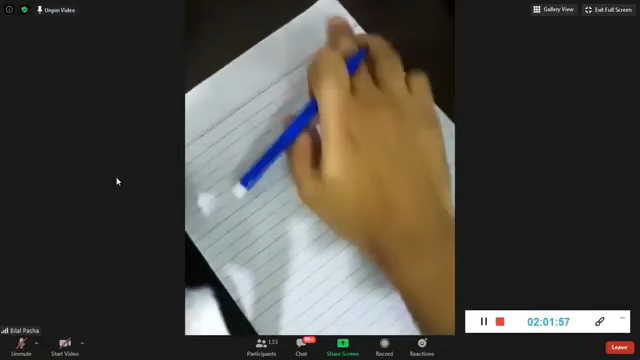 Unpin Video
Gallery View
Exit Full Screen
Bilal Pasha
02:01:57
Unmute
Start Video
133
Participants
99+
Chat
Share Screen
Record
Reactions
Leave